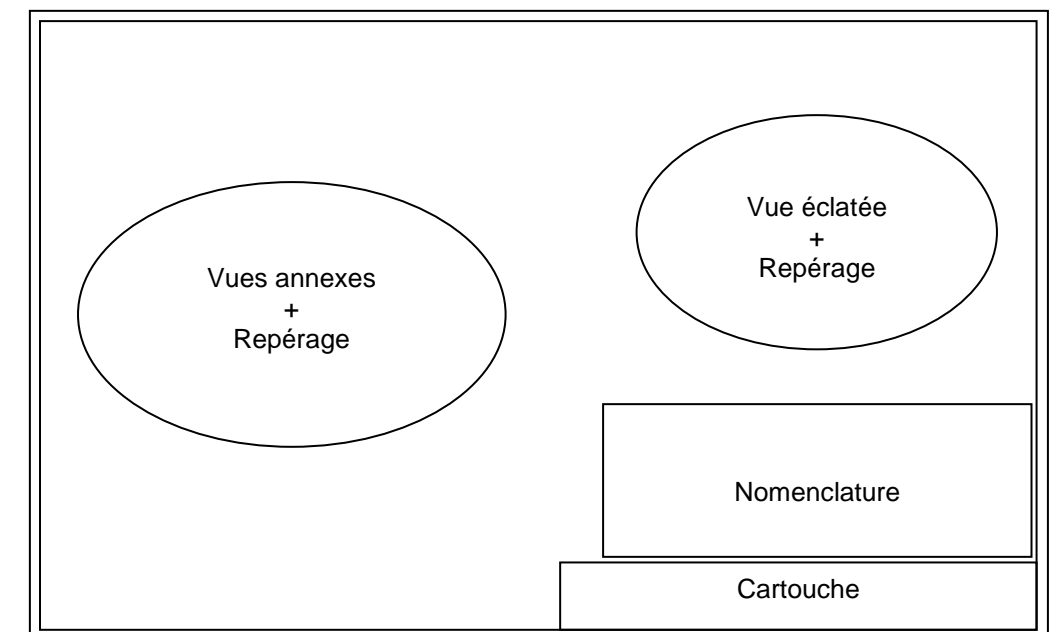 Vues annexes
+
Repérage
Vue éclatée
+
Repérage
Nomenclature
Cartouche